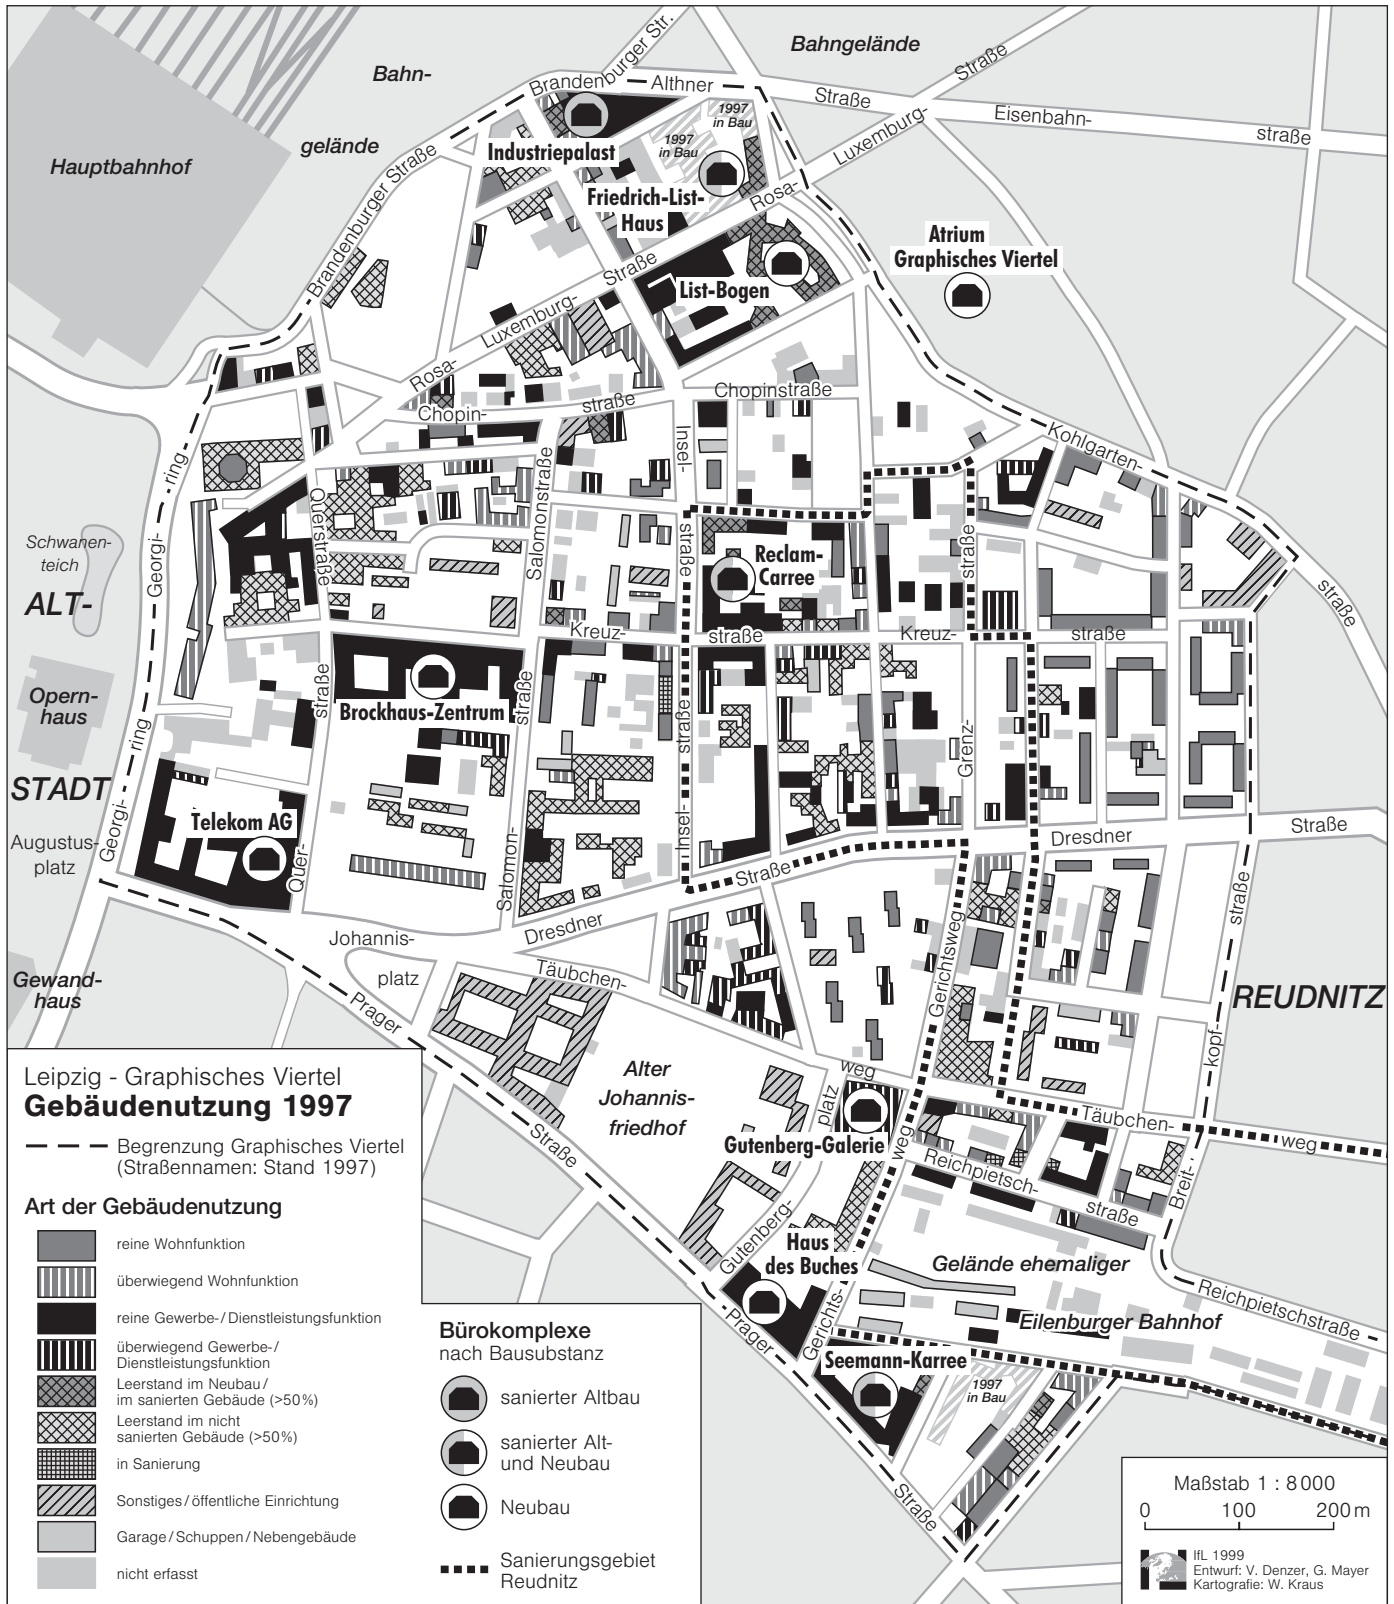 Bahn-
gelände
Bahngelände
Hauptbahnhof
Brandenburger Str.
Brandenburger Straße
Althner
Straße
Eisenbahn-
straße
Rosa-
Luxemburg-
Straße
1997
in Bau
1997
in Bau
Industriepalast
Friedrich-List-
Haus
Atrium
Graphisches Viertel
List-Bogen
Rosa-
Luxemburg-
Straße
Chopin-
straße
Chopinstraße
Kohlgarten-
straße
Georgi-
ring
Schwanen-
teich
ALT-
Opern-
haus
STADT
Augustus-
platz
Gewand-
haus
Georgi-
ring
Querstraße
Salomonstraße
Insel-
straße
Reclam-
Carree
straße
Kreuz-
straße
Kreuz-
straße
Brockhaus-Zentrum
straße
Quer-
straße
Salomon-
straße
Insel-
Grenz-
Telekom AG
Dresdner
Straße
Dresdner
Straße
Johannis-
platz
Täubchen-
weg
Gerichtsweg
straße
kopf-
Breit-
REUDNITZ
Prager
Straße
Alter
Johannis-
friedhof
platz
Gutenberg-
Gutenberg-Galerie
weg
Gerichts-
Täubchen-
weg
Reichpietsch-
straße
Reichpietschstraße
Haus
des Buches
Gelände ehemaliger
Eilenburger Bahnhof
Prager
Straße
Seemann-Karree
1997
in Bau
Leipzig - Graphisches Viertel
Gebäudenutzung 1997
Begrenzung Graphisches Viertel
(Straßennamen: Stand 1997)
Art der Gebäudenutzung
reine Wohnfunktion
überwiegend Wohnfunktion
reine Gewerbe-/Dienstleistungsfunktion
überwiegend Gewerbe-/
Dienstleistungsfunktion
Leerstand im Neubau/
im sanierten Gebäude (>50%)
Leerstand im nicht
sanierten Gebäude (>50%)
in Sanierung
Sonstiges/öffentliche Einrichtung
Garage/Schuppen/Nebengebäude
nicht erfasst
Bürokomplexe
nach Bausubstanz
sanierter Altbau
sanierter Alt-
und Neubau
Neubau
Sanierungsgebiet
Reudnitz
Maßstab 1 : 8 000
0 100 200 m
IfL 1999
Entwurf: V. Denzer, G. Mayer
Kartografie: W. Kraus